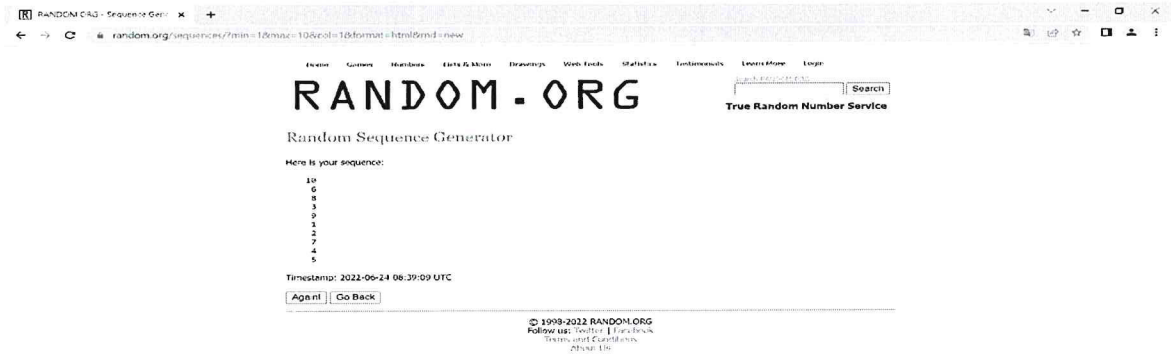 RANDOM.ORG - Sequence Gene
random.org/sequences/?min=1&max=10&col=1&format=html&rnd=new
Home Games Numbers Lists & More Drawings Web Tools Statistics Testimonials Learn More Login
RANDOM.ORG
Search
True Random Number Service
Random Sequence Generator
Here is your sequence:
10
6
8
3
9
1
2
7
4
5
Timestamp: 2022-06-24 08:39:09 UTC
Again! Go Back
© 1998-2022 RANDOM.ORG
Follow us: Twitter | Facebook
Terms and Conditions
About Us